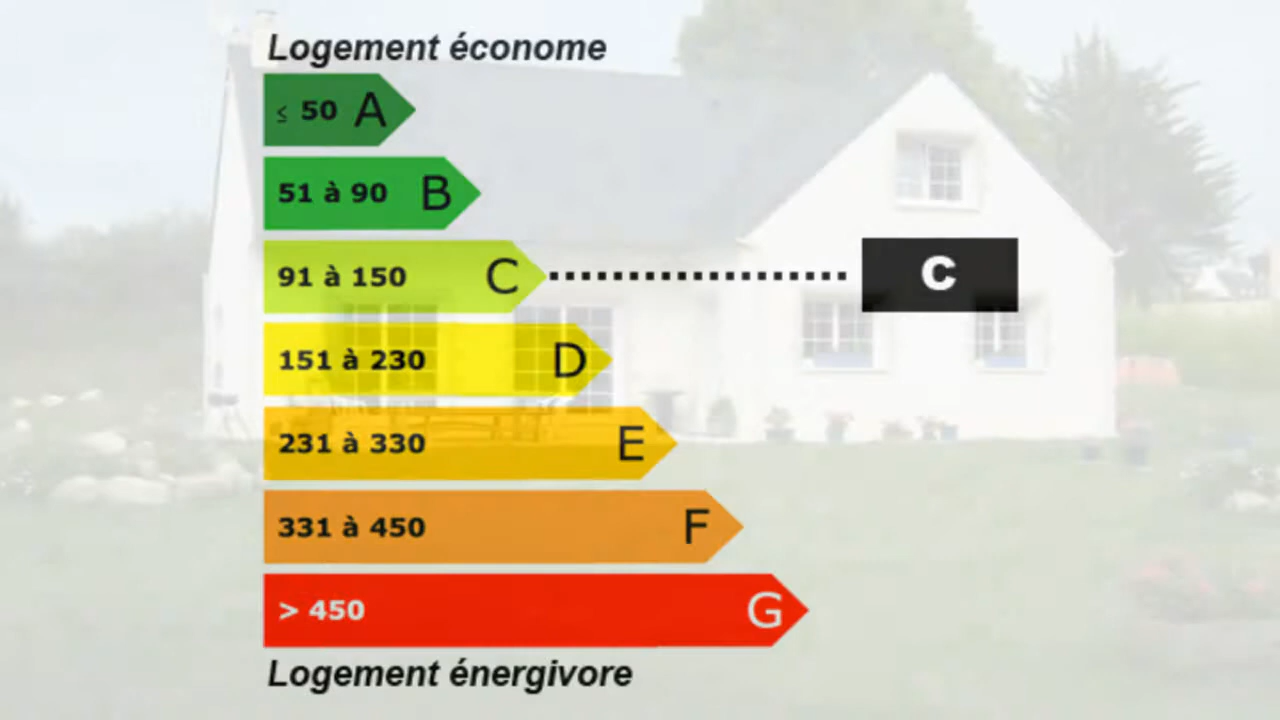 Logement économe
≤ 50 A
51 à 90 B
91 à 150 C
C
151 à 230 D
231 à 330 E
331 à 450 F
> 450 G
Logement énergivore